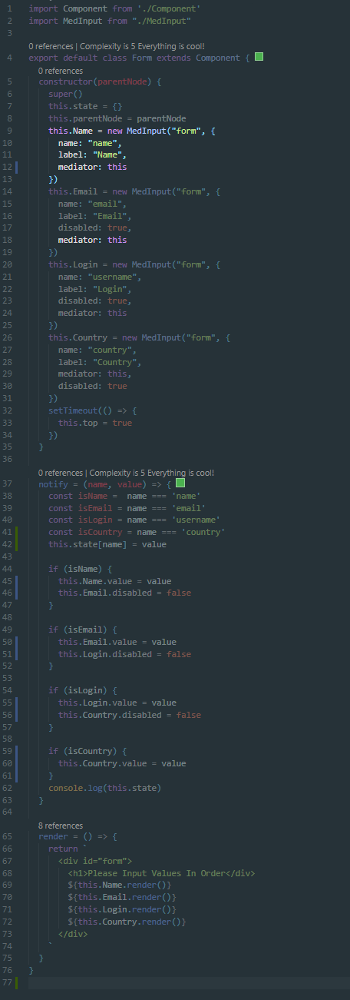 1 import Component from './Component'
2 import MedInput from "./MedInput"
3
0 references | Complexity is 5 Everything is cool!
4 export default class Form extends Component {
0 references
5 constructor(parentNode) {
6 super()
7 this.state = {}
8 this.parentNode = parentNode
9 this.Name = new MedInput("form", {
10 name: "name",
11 label: "Name",
12 mediator: this
13 })
14 this.Email = new MedInput("form", {
15 name: "email",
16 label: "Email",
17 disabled: true,
18 mediator: this
19 })
20 this.Login = new MedInput("form", {
21 name: "username",
22 label: "Login",
23 disabled: true,
24 mediator: this
25 })
26 this.Country = new MedInput("form", {
27 name: "country",
28 label: "Country",
29 mediator: this,
30 disabled: true
31 })
32 setTimeout(() => {
33 this.top = true
34 })
35 }
36
0 references | Complexity is 5 Everything is cool!
37 notify = (name, value) => {
38 const isName =  name === 'name'
39 const isEmail = name === 'email'
40 const isLogin = name === 'username'
41 const isCountry = name === 'country'
42 this.state[name] = value
43
44 if (isName) {
45 this.Name.value = value
46 this.Email.disabled = false
47 }
48
49 if (isEmail) {
50 this.Email.value = value
51 this.Login.disabled = false
52 }
53
54 if (isLogin) {
55 this.Login.value = value
56 this.Country.disabled = false
57 }
58
59 if (isCountry) {
60 this.Country.value = value
61 }
62 console.log(this.state)
63 }
64
8 references
65 render = () => {
66 return `
67 <div id="form">
68 <h1>Please Input Values In Order</div>
69 ${this.Name.render()}
70 ${this.Email.render()}
71 ${this.Login.render()}
72 ${this.Country.render()}
73 </div>
74 `
75 }
76 }
77